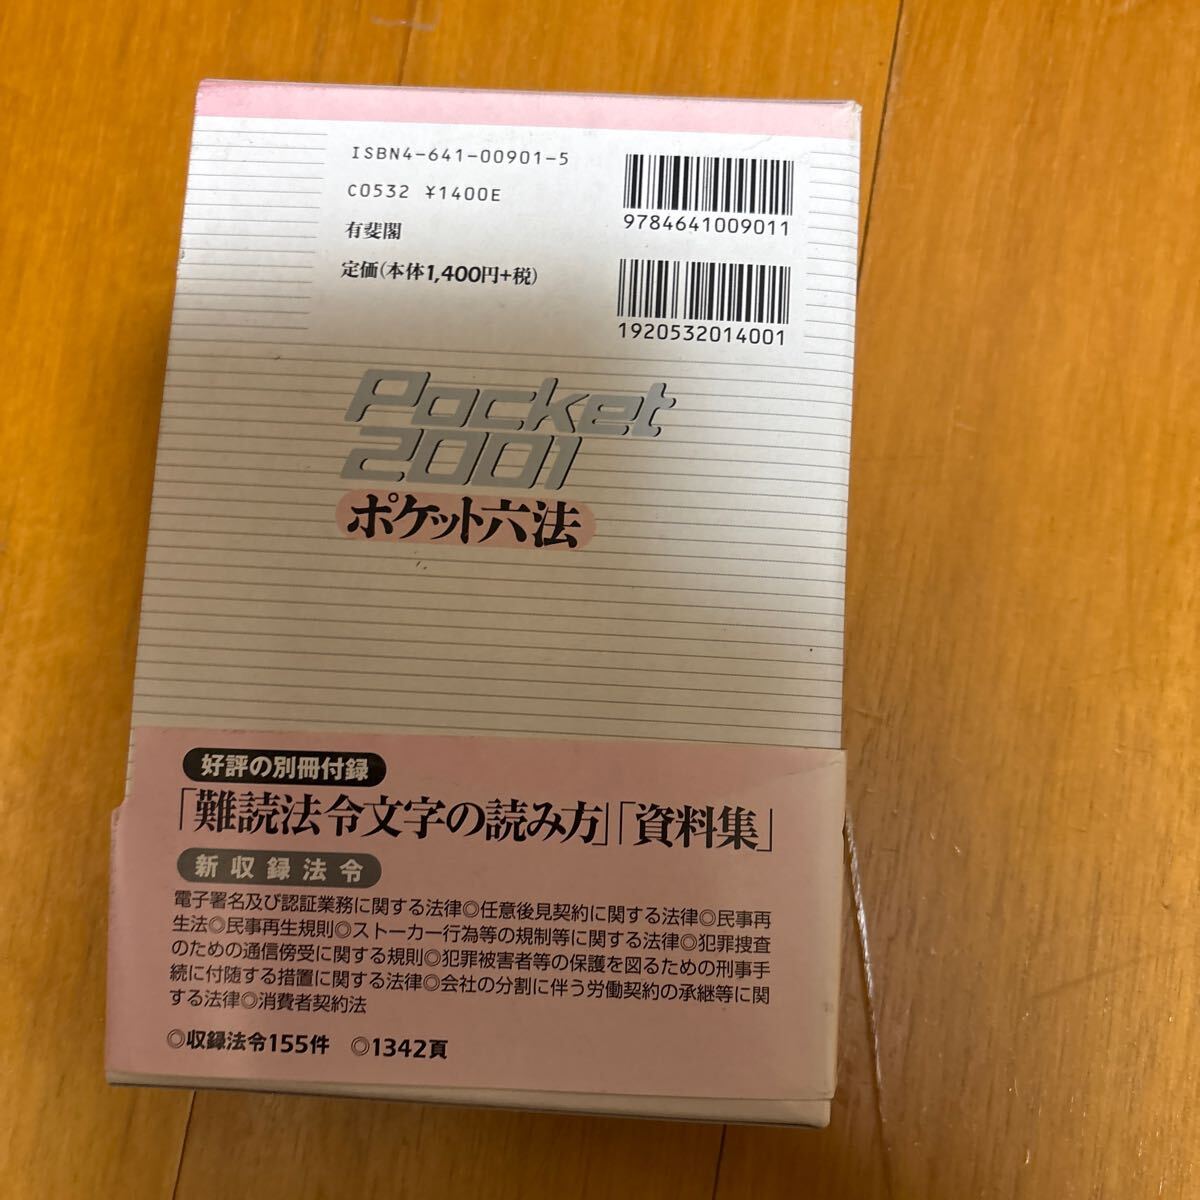 ISBN4-641-00901-5
C0532 ¥1400E
有斐閣
定価(本体1,400円+税)
9784641009011
1920532014001
Pocket
2001
ポケット六法
好評の別冊付録
「難読法令文字の読み方」「資料集」
新収録法令
電子署名及び認証業務に関する法律◎任意後見契約に関する法律◎民事再
生法◎民事再生規則◎ストーカー行為等の規制等に関する法律◎犯罪捜査
のための通信傍受に関する規則◎犯罪被害者等の保護を図るための刑事手
続に付随する措置に関する法律◎会社の分割に伴う労働契約の承継等に関
する法律◎消費者契約法
◎収録法令155件 ◎1342頁